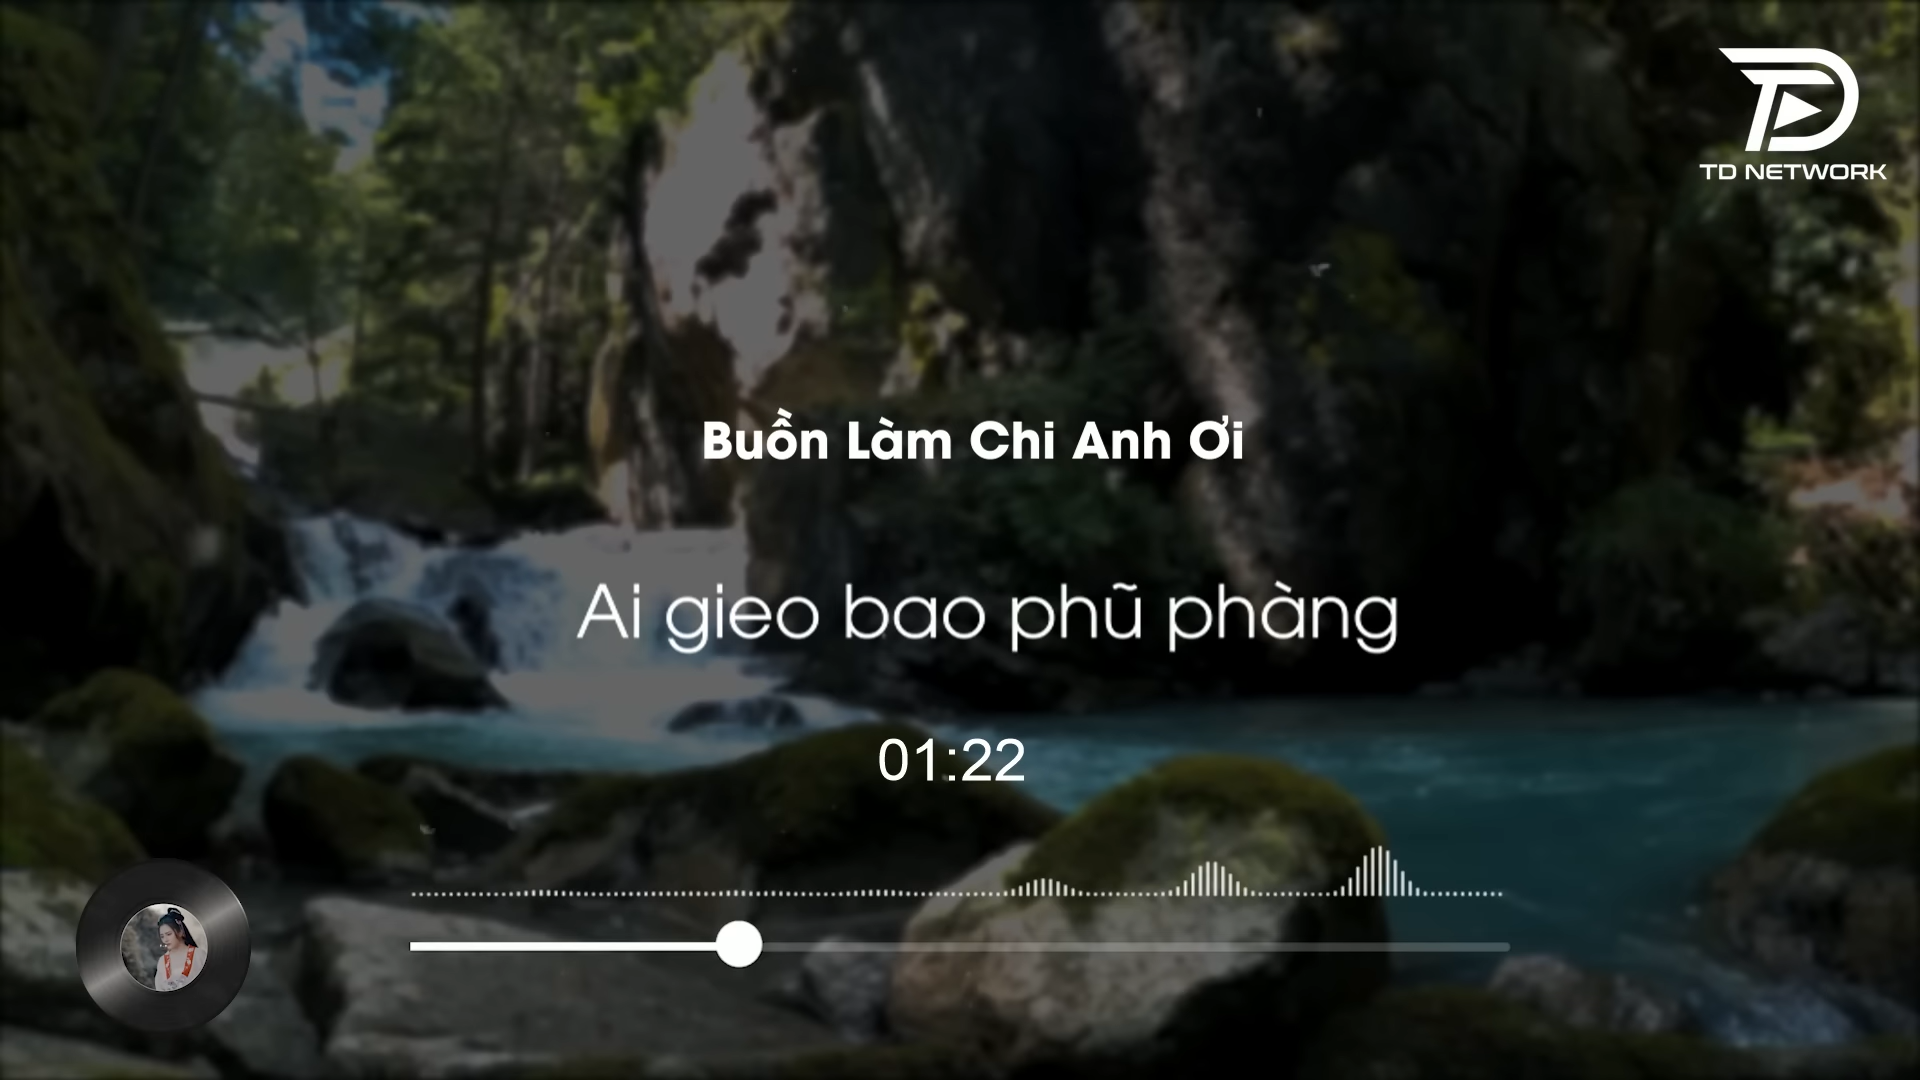 TD NETWORK
Buồn Làm Chi Anh Ơi
Ai gieo bao phũ phàng
01:22